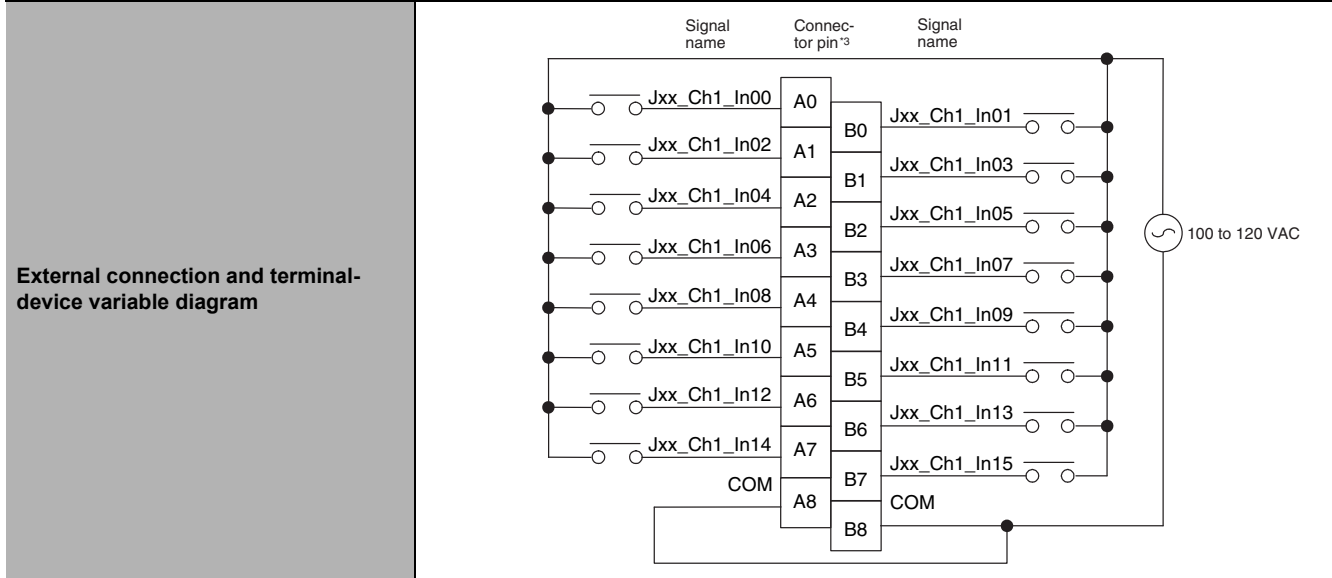 Signal
name
Connec-
tor pin*3
Signal
name
Jxx_Ch1_In00
A0
B0
Jxx_Ch1_In01
Jxx_Ch1_In02
A1
B1
Jxx_Ch1_In03
Jxx_Ch1_In04
A2
B2
Jxx_Ch1_In05
100 to 120 VAC
Jxx_Ch1_In06
A3
B3
Jxx_Ch1_In07
External connection and terminal-
device variable diagram
Jxx_Ch1_In08
A4
B4
Jxx_Ch1_In09
Jxx_Ch1_In10
A5
B5
Jxx_Ch1_In11
Jxx_Ch1_In12
A6
B6
Jxx_Ch1_In13
Jxx_Ch1_In14
A7
B7
Jxx_Ch1_In15
COM
A8
B8
COM